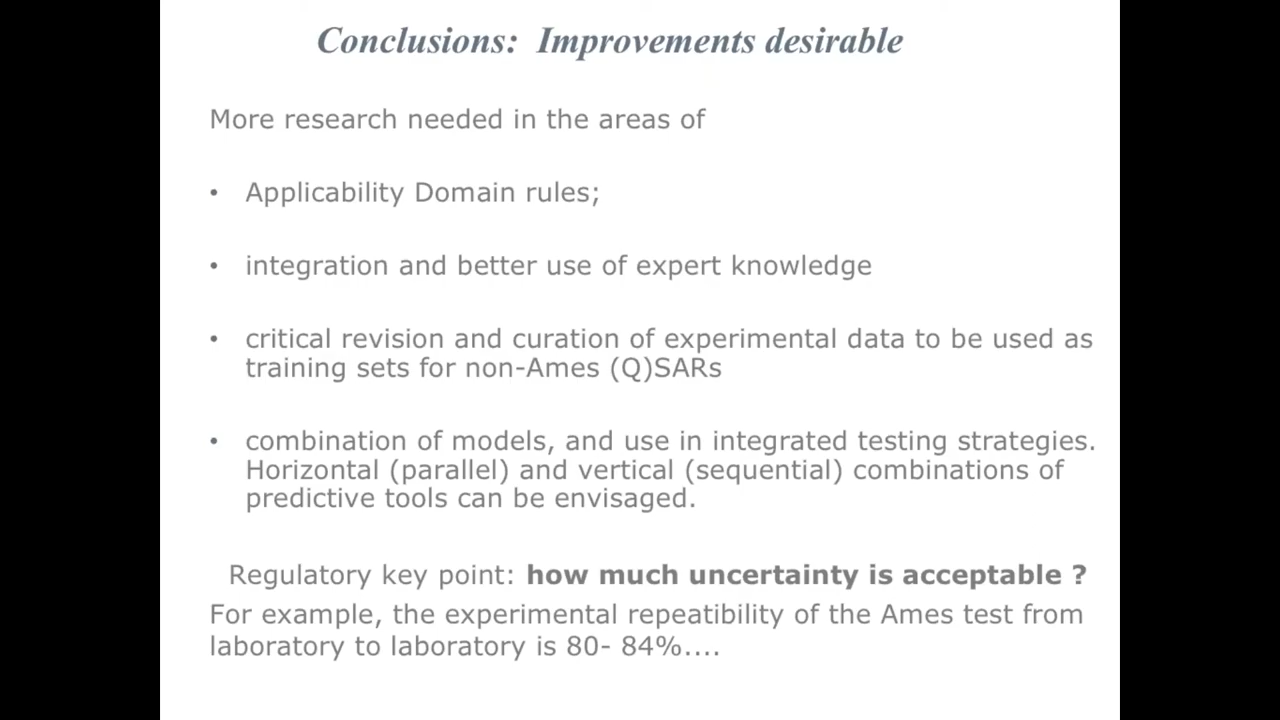 Conclusions: Improvements desirable
More research needed in the areas of
• Applicability Domain rules;
• integration and better use of expert knowledge
• critical revision and curation of experimental data to be used as
training sets for non-Ames (Q)SARs
• combination of models, and use in integrated testing strategies.
Horizontal (parallel) and vertical (sequential) combinations of
predictive tools can be envisaged.
Regulatory key point: how much uncertainty is acceptable ?
For example, the experimental repeatibility of the Ames test from
laboratory to laboratory is 80- 84%....